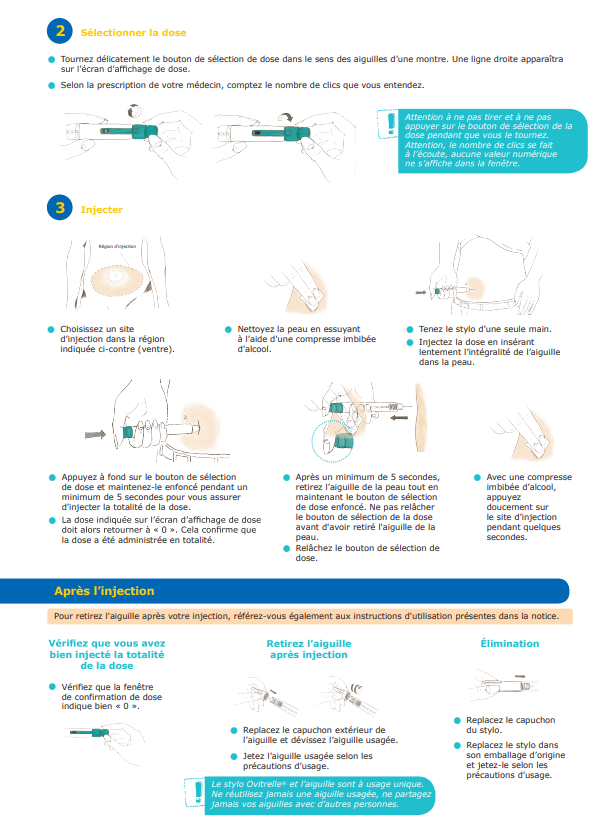 2 Sélectionner la dose
Tournez délicatement le bouton de sélection de dose dans le sens des aiguilles d'une montre. Une ligne droite apparaîtra
sur l'écran d'affichage de dose.
Selon la prescription de votre médecin, comptez le nombre de clics que vous entendez.
Attention à ne pas tirer et à ne pas
appuyer sur le bouton de sélection de la
dose pendant que vous le tournez.
Attention, le nombre de clics se fait
à l'écoute, aucune valeur numérique
ne s'affiche dans la fenêtre.
3 Injecter
Région d'injection
Choisissez un site
d'injection dans la région
indiquée ci-contre (ventre).
Nettoyez la peau en essuyant
à l'aide d'une compresse imbibée
d'alcool.
Tenez le stylo d'une seule main.
Injectez la dose en insérant
lentement l'intégralité de l'aiguille
dans la peau.
Appuyez à fond sur le bouton de sélection
de dose et maintenez-le enfoncé pendant un
minimum de 5 secondes pour vous assurer
d'injecter la totalité de la dose.
La dose indiquée sur l'écran d'affichage de dose
doit alors retourner à « 0 ». Cela confirme que
la dose a été administrée en totalité.
Après un minimum de 5 secondes,
retirez l'aiguille de la peau tout en
maintenant le bouton de sélection
de dose enfoncé. Ne pas relâcher
le bouton de sélection de la dose
avant d'avoir retiré l'aiguille de la
peau.
Relâchez le bouton de sélection de
dose.
Avec une compresse
imbibée d'alcool,
appuyez
doucement sur
le site d'injection
pendant quelques
secondes.
Après l'injection
Pour retirez l'aiguille après votre injection, référez-vous également aux instructions d'utilisation présentes dans la notice.
Vérifiez que vous avez
bien injecté la totalité
de la dose
Vérifiez que la fenêtre
de confirmation de dose
indique bien « 0 ».
Retirez l'aiguille
après injection
Replacez le capuchon extérieur de
l'aiguille et dévissez l'aiguille usagée.
Jetez l'aiguille usagée selon les
précautions d'usage.
Élimination
Replacez le capuchon
du stylo.
Replacez le stylo dans
son emballage d'origine
et jetez-le selon les
précautions d'usage.
Le stylo Ovitrelle® et l'aiguille sont à usage unique.
Ne réutilisez jamais une aiguille usagée, ne partagez
jamais vos aiguilles avec d'autres personnes.